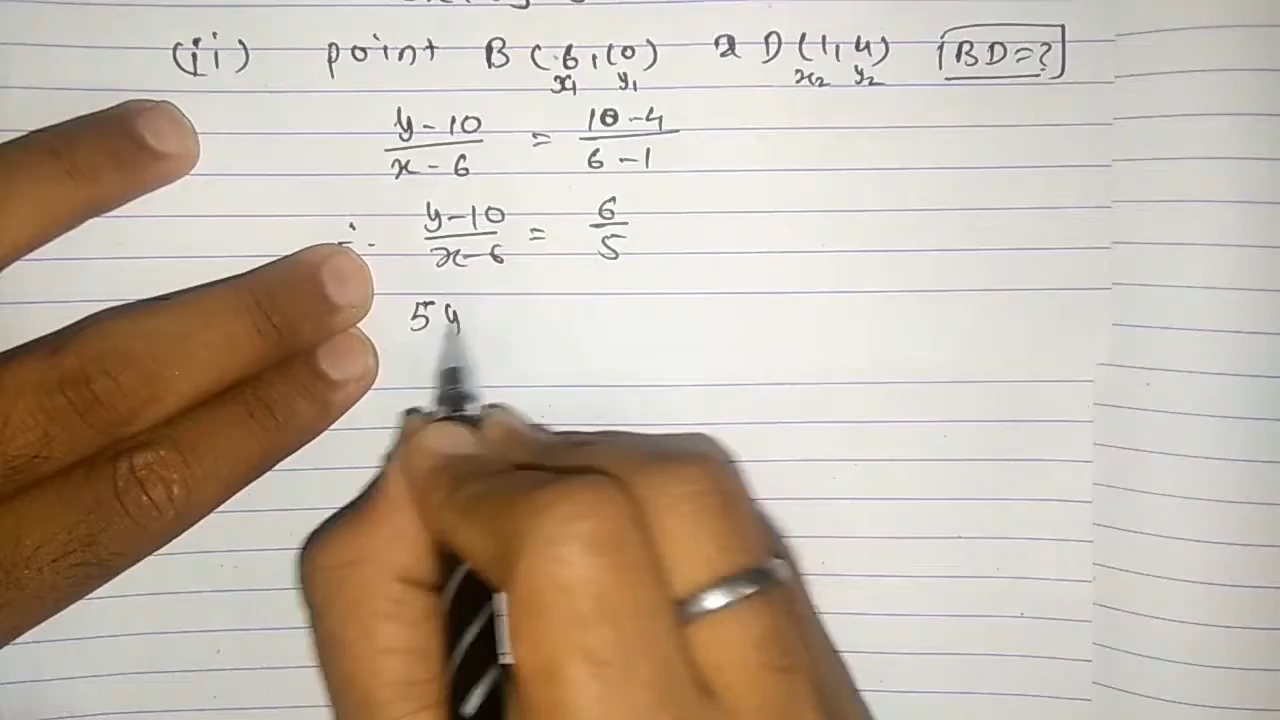 (ii) point B (6, 10) & D (1, 4) BD = ?
x₁ y₁ x₂ y₂
y - 10 / x - 6 = 10 - 4 / 6 - 1
∴ y - 10 / x - 6 = 6 / 5
5y